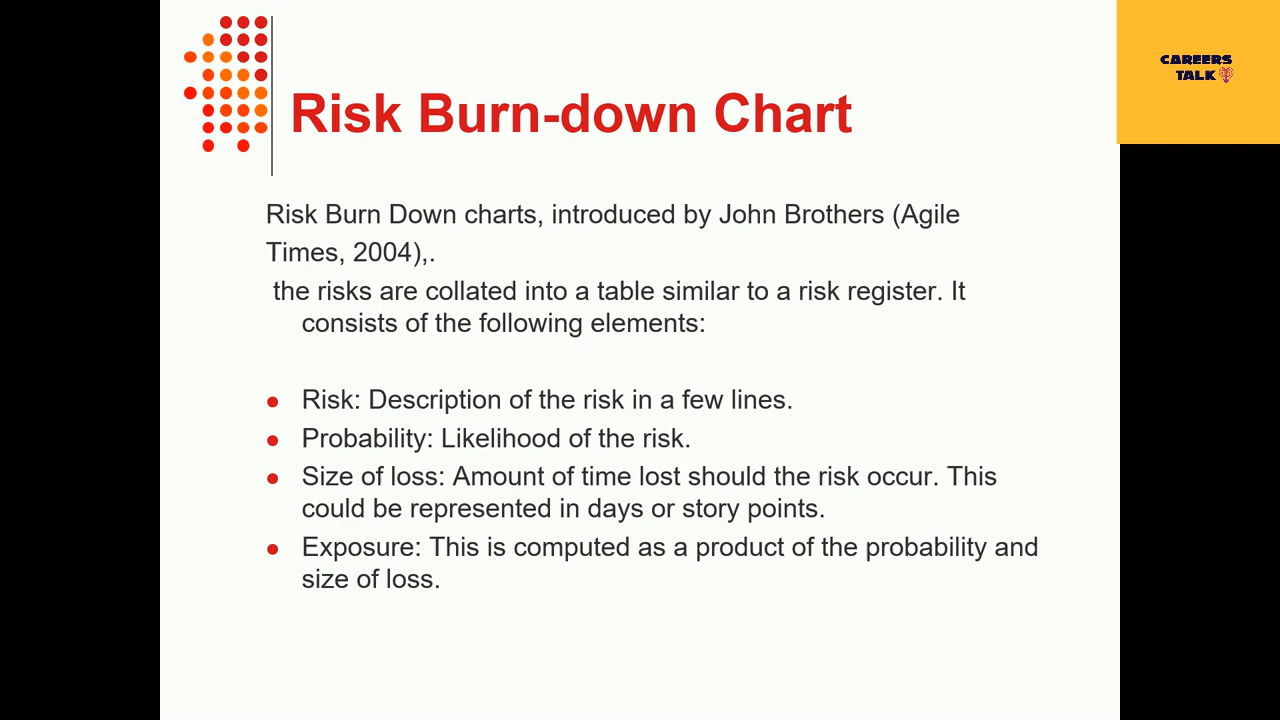 CAREERS
TALK
Risk Burn-down Chart
Risk Burn Down charts, introduced by John Brothers (Agile
Times, 2004),.
the risks are collated into a table similar to a risk register. It
consists of the following elements:
Risk: Description of the risk in a few lines.
Probability: Likelihood of the risk.
Size of loss: Amount of time lost should the risk occur. This
could be represented in days or story points.
Exposure: This is computed as a product of the probability and
size of loss.